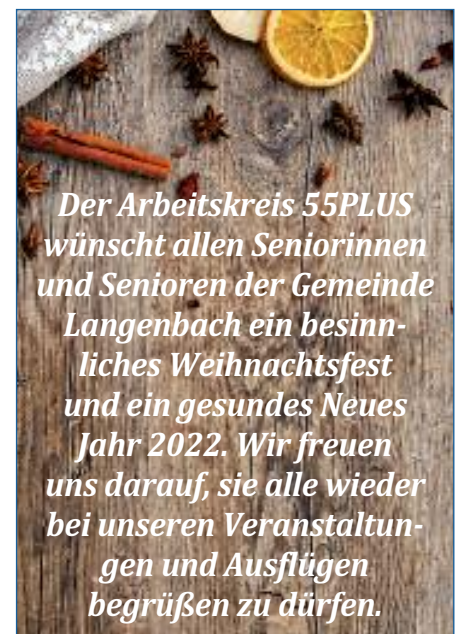 Der Arbeitskreis 55PLUS
wünscht allen Seniorinnen
und Senioren der Gemeinde
Langenbach ein besinn-
liches Weihnachtsfest
und ein gesundes Neues
Jahr 2022. Wir freuen
uns darauf, sie alle wieder
bei unseren Veranstaltun-
gen und Ausflügen
begrüßen zu dürfen.